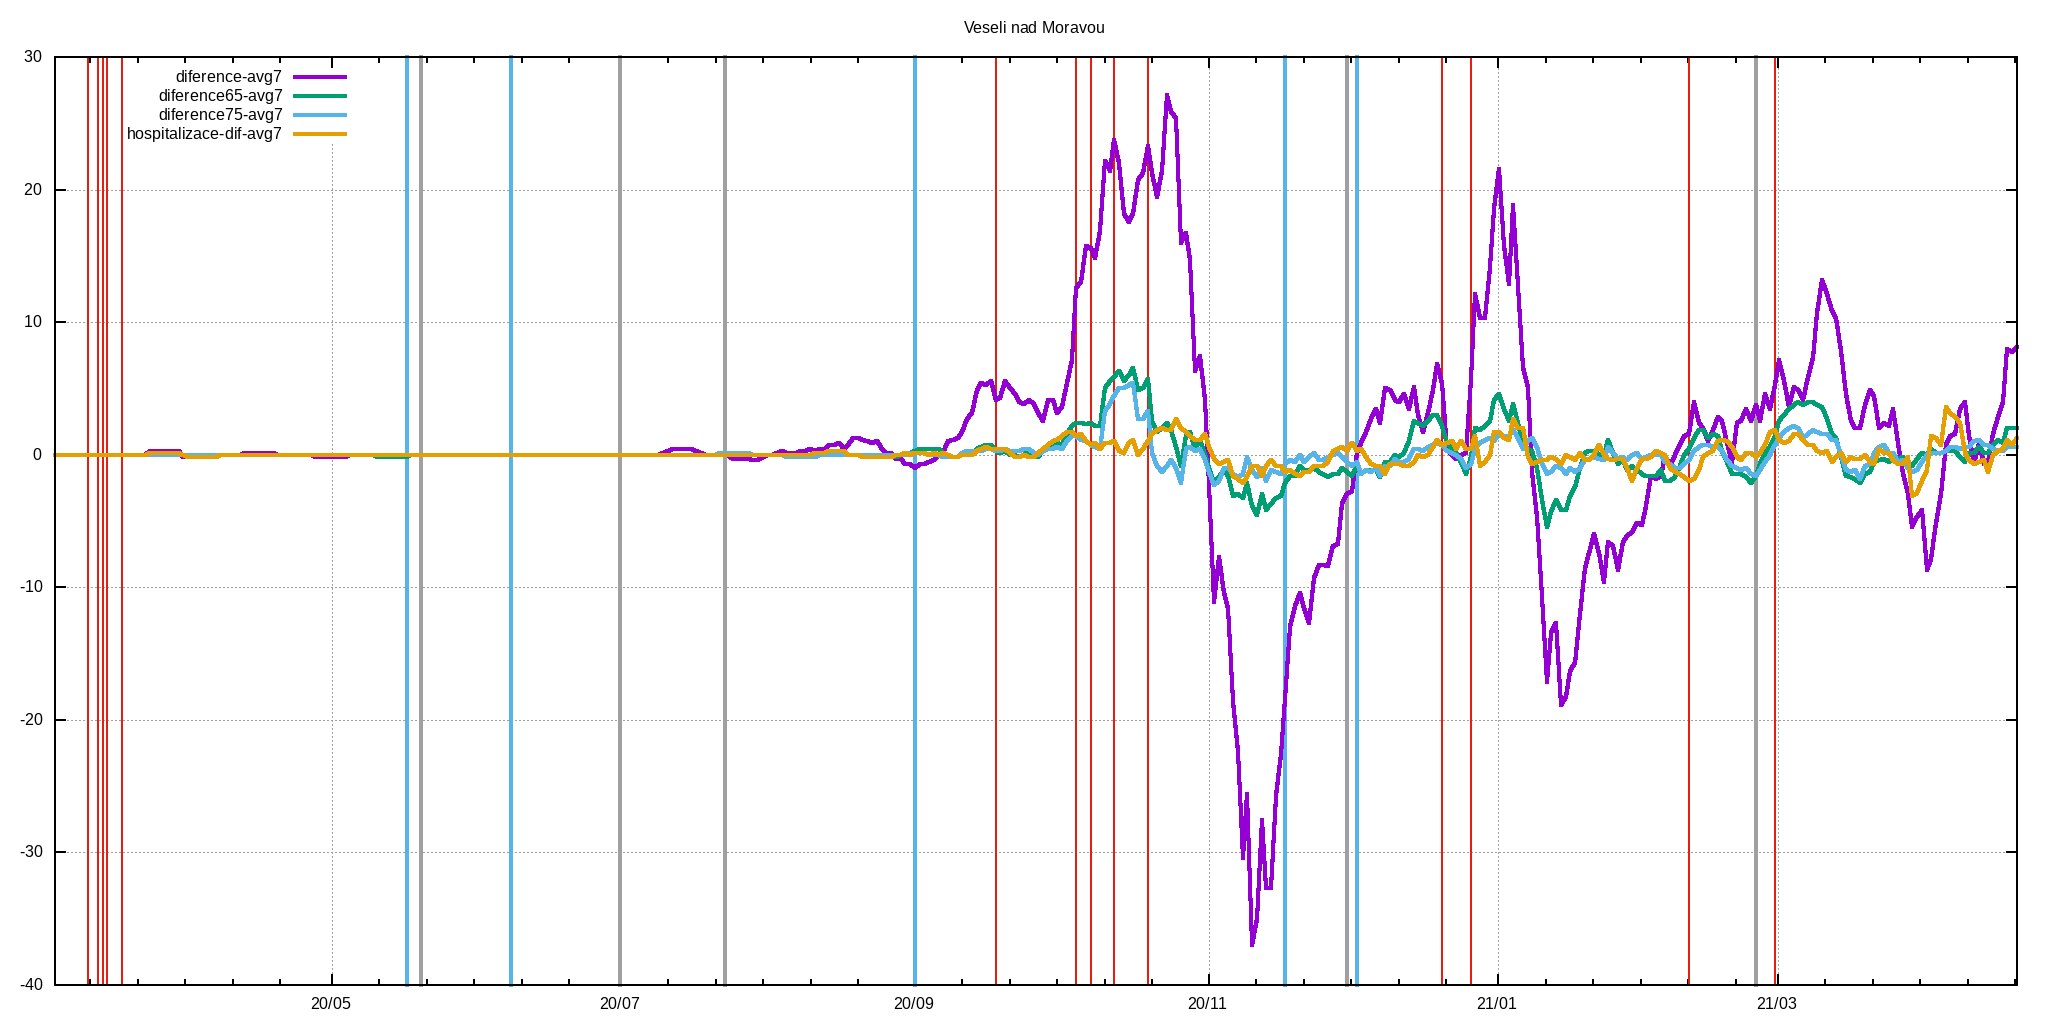 Veseli nad Moravou
30
20
10
0
-10
-20
-30
-40
diference-avg7
diference65-avg7
diference75-avg7
hospitalizace-dif-avg7
20/05
20/07
20/09
20/11
21/01
21/03